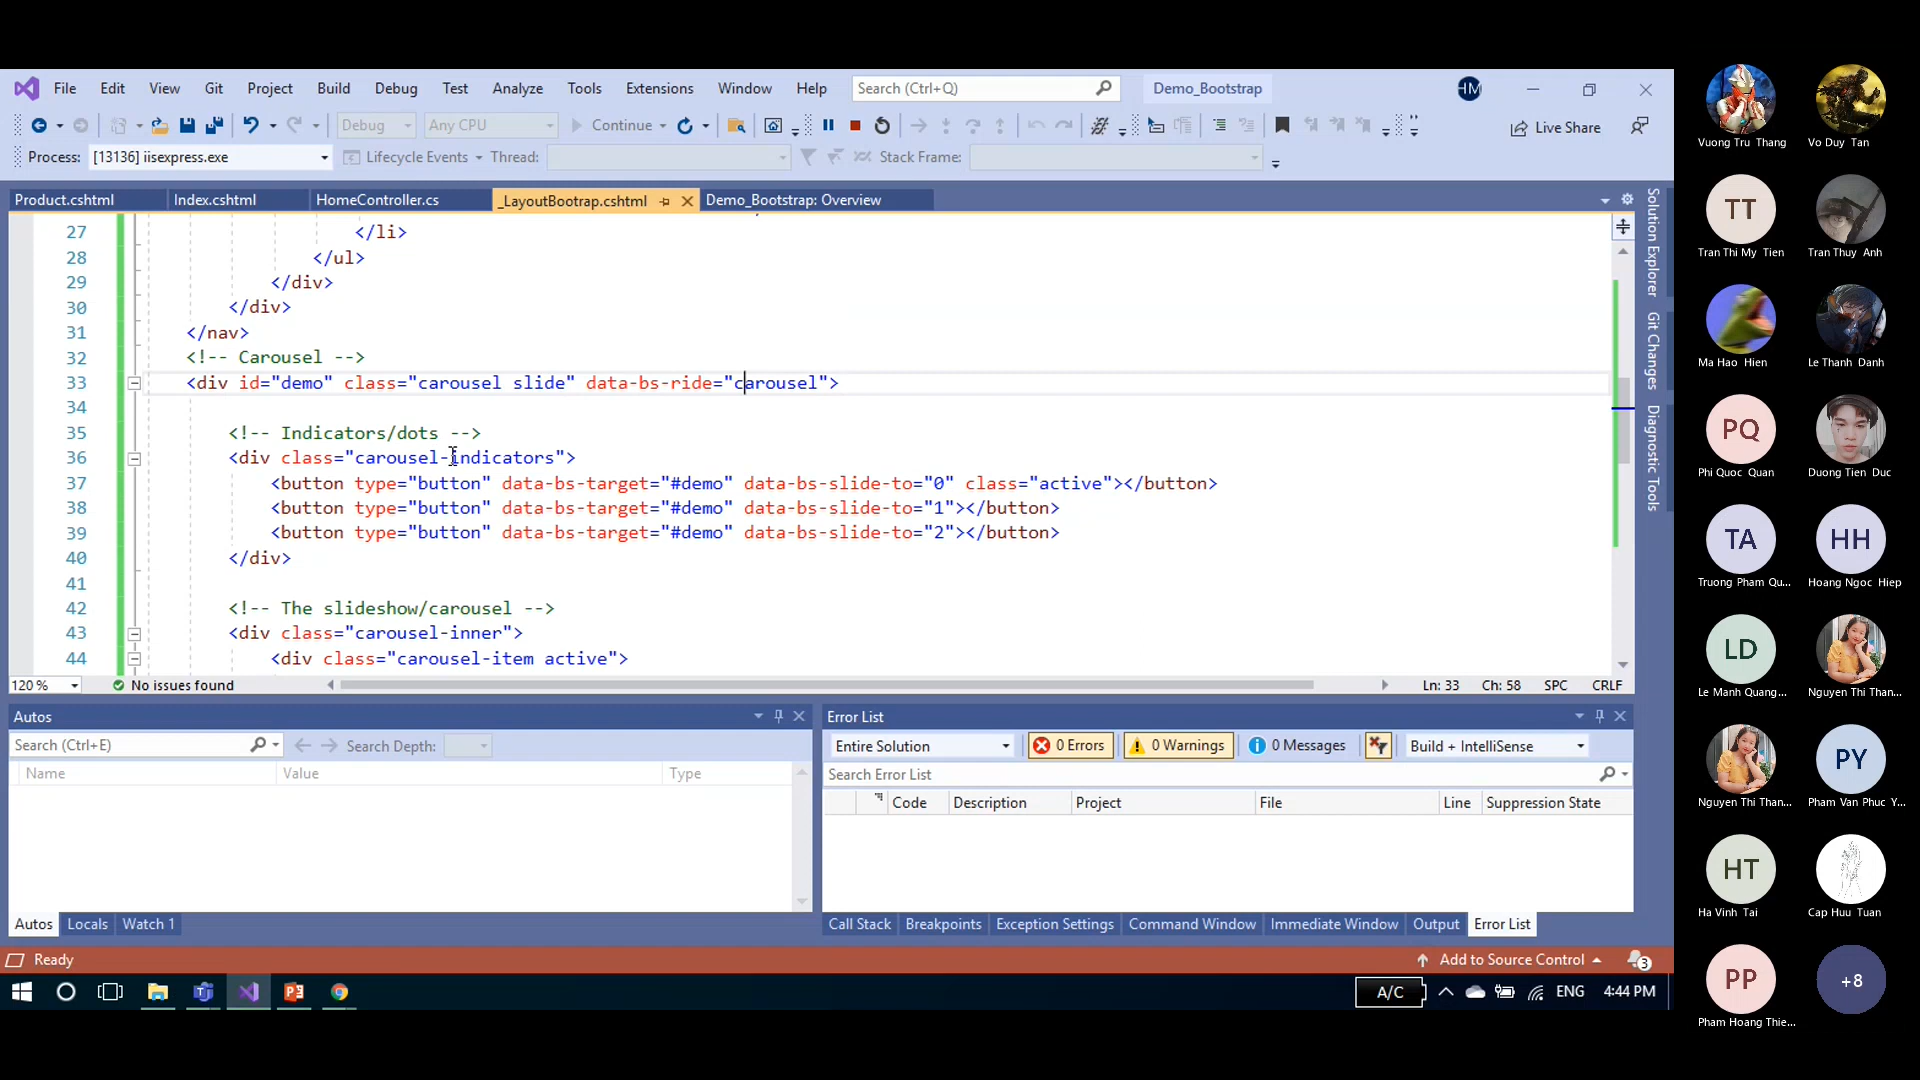 File Edit View Git Project Build Debug Test Analyze Tools Extensions Window Help Search (Ctrl+Q) Demo_Bootstrap HM
Debug Any CPU Continue Live Share
Process: [13136] iisexpress.exe Lifecycle Events Thread: Stack Frame:
Product.cshtml Index.cshtml HomeController.cs _LayoutBootrap.cshtml Demo_Bootstrap: Overview
27 </li>
28 </ul>
29 </div>
30 </div>
31 </nav>
32 <!-- Carousel -->
33 <div id="demo" class="carousel slide" data-bs-ride="carousel">
34
35 <!-- Indicators/dots -->
36 <div class="carousel-indicators">
37 <button type="button" data-bs-target="#demo" data-bs-slide-to="0" class="active"></button>
38 <button type="button" data-bs-target="#demo" data-bs-slide-to="1"></button>
39 <button type="button" data-bs-target="#demo" data-bs-slide-to="2"></button>
40 </div>
41
42 <!-- The slideshow/carousel -->
43 <div class="carousel-inner">
44 <div class="carousel-item active">
120 % No issues found Ln: 33 Ch: 58 SPC CRLF
Solution Explorer
Git Changes
Diagnostic Tools
Autos
Search (Ctrl+E) Search Depth:
Name Value Type
Autos Locals Watch 1
Error List
Entire Solution 0 Errors 0 Warnings 0 Messages Build + IntelliSense
Search Error List
Code Description Project File Line Suppression State
Call Stack Breakpoints Exception Settings Command Window Immediate Window Output Error List
Ready Add to Source Control 3
A/C ENG 4:44 PM
Vuong Tru Thang Vo Duy Tan
TT
Tran Thi My Tien Tran Thuy Anh
Ma Hao Hien Le Thanh Danh
PQ
Phi Quoc Quan Duong Tien Duc
TA HH
Truong Pham Qu... Hoang Ngoc Hiep
LD
Le Manh Quang... Nguyen Thi Than...
PY
Nguyen Thi Than... Pham Van Phuc Y...
HT
Ha Vinh Tai Cap Huu Tuan
PP +8
Pham Hoang Thie...